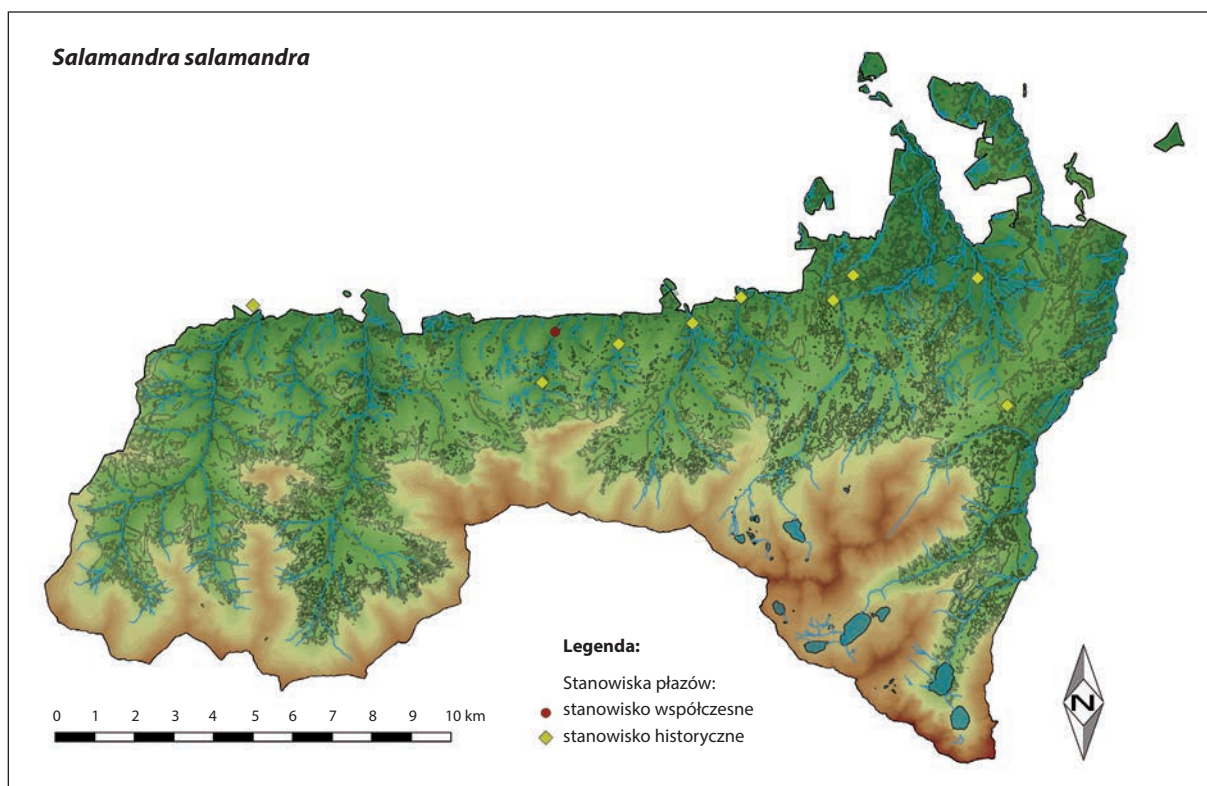 Salamandra salamandra
Legenda:
Stanowiska płazów:
stanowisko współczesne
stanowisko historyczne
0 1 2 3 4 5 6 7 8 9 10 km
N